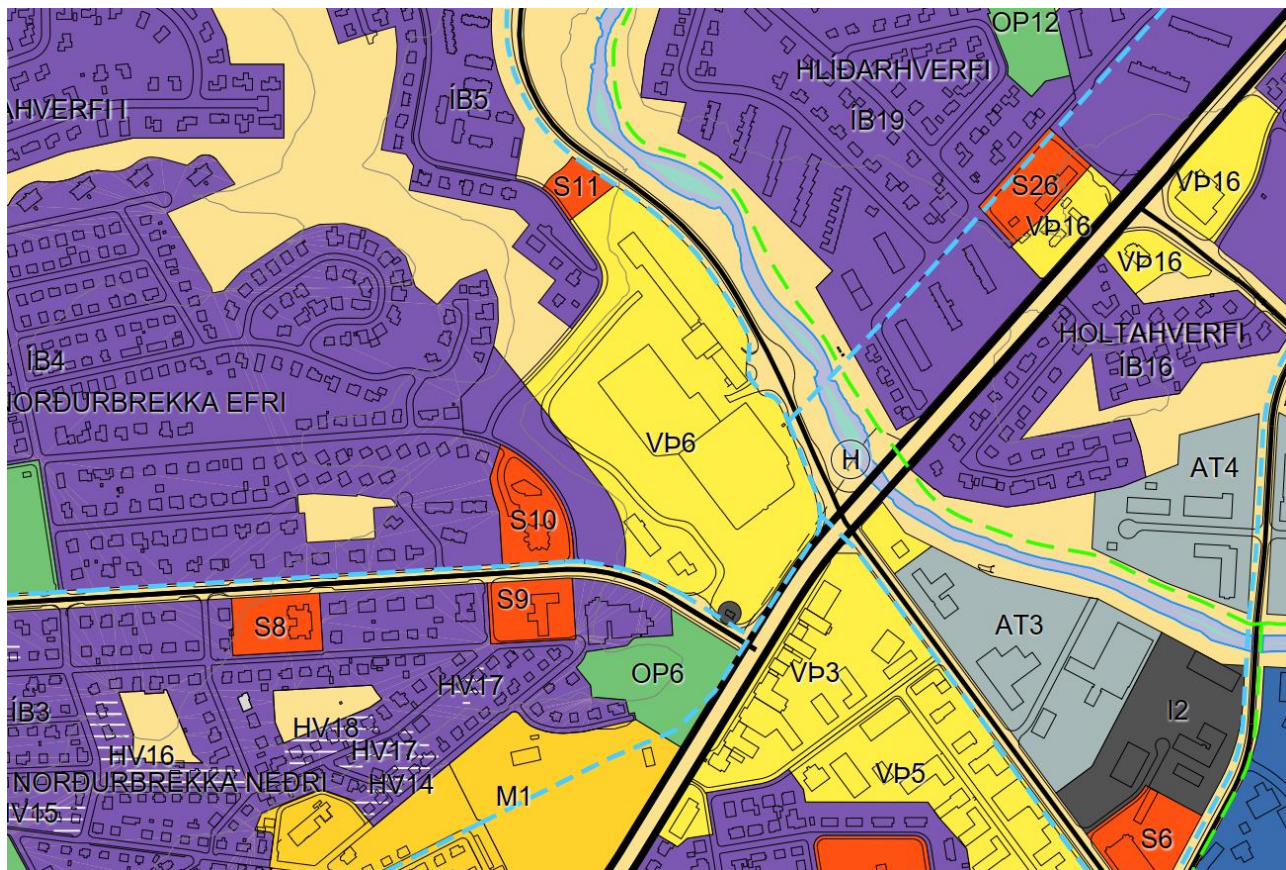 OP12
HLÍÐARHVERFI
AHVERFI I
ÍB5
ÍB19
S11
S26
VÞ16
VÞ16
VÞ16
HOLTAHVERFI
ÍB16
ÍB4
NORÐURBREKKA EFRI
VÞ6
H
AT4
S10
S9
S8
AT3
OP6
VÞ3
HV17
ÍB3
I2
HV18
HV16
HV17
VÞ5
NORÐURBREKKA NEÐRI
HV14
M1
HV15
S6